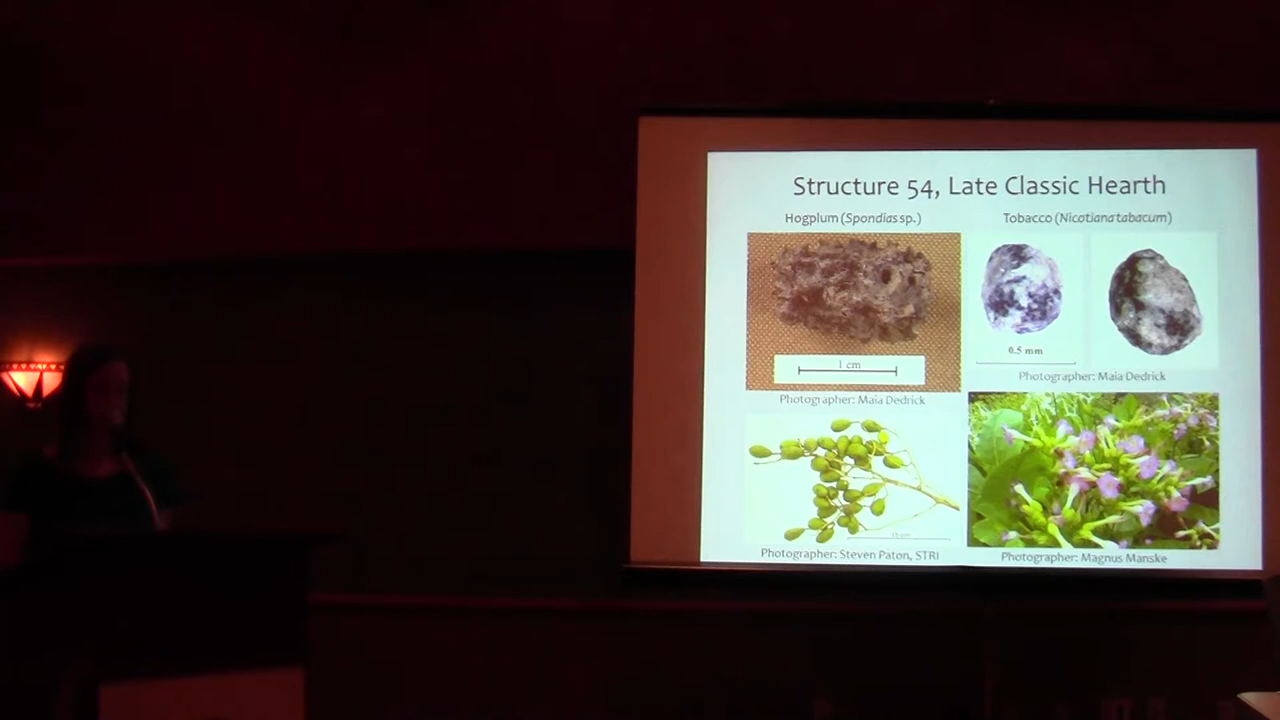 Structure 54, Late Classic Hearth
Hogplum (Spondias sp.)
Tobacco (Nicotiana tabacum)
1 cm
0.5 mm
Photographer: Maia Dedrick
Photographer: Maia Dedrick
Photographer: Steven Paton, STRI
Photographer: Magnus Manske